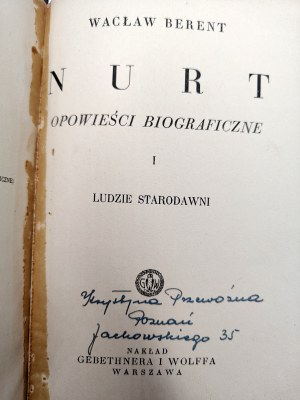 WACŁAW BERENT
NURT
OPOWIEŚCI BIOGRAFICZNE
I
LUDZIE STARODAWNI
Krystyna Przewoźna
Poznań
Jackowskiego 35
NAKŁAD
GEBETHNERA I WOLFFA
WARSZAWA